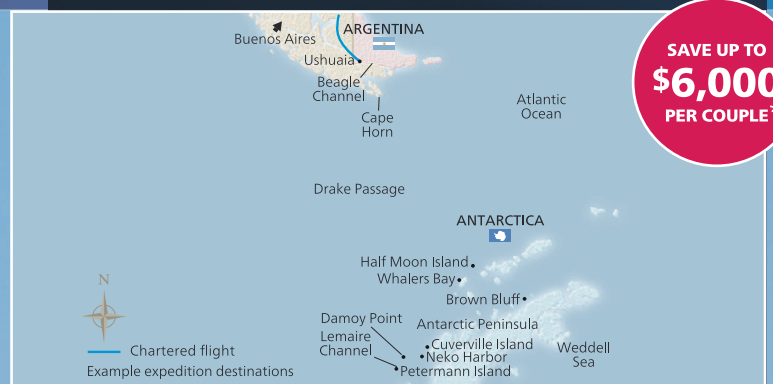 ARGENTINA
Buenos Aires
Ushuaia
Beagle
Channel
Cape
Horn
Atlantic
Ocean
SAVE UP TO
$6,000
PER COUPLE
Drake Passage
ANTARCTICA
Half Moon Island
Whalers Bay
Brown Bluff
Damoy Point
Antarctic Peninsula
Lemaire
Channel
Cuverville Island
Neko Harbor
Petermann Island
Weddell
Sea
N
Chartered flight
Example expedition destinations